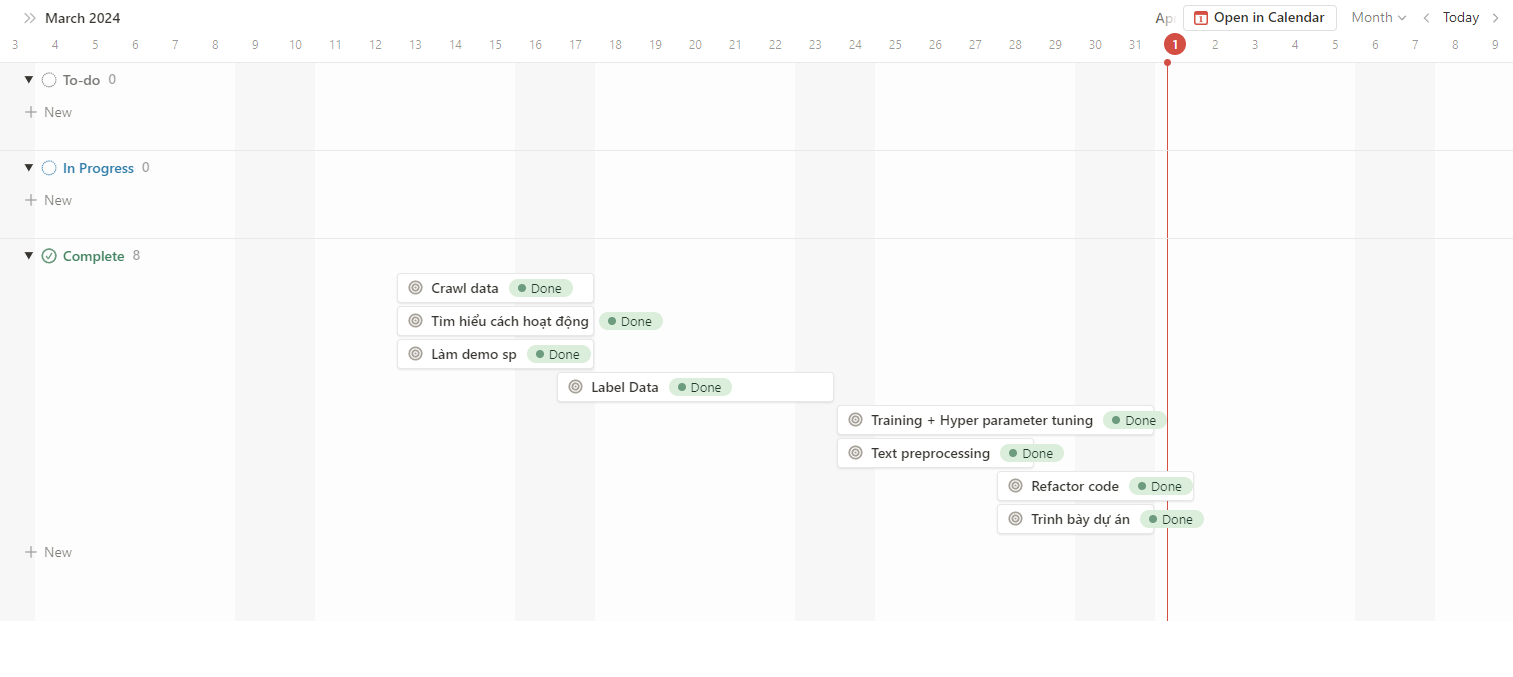 March 2024 Ap Open in Calendar Month Today
3 4 5 6 7 8 9 10 11 12 13 14 15 16 17 18 19 20 21 22 23 24 25 26 27 28 29 30 31 1 2 3 4 5 6 7 8 9
To-do 0
New
In Progress 0
New
Complete 8
Crawl data Done
Tìm hiểu cách hoạt động Done
Làm demo sp Done
Label Data Done
Training + Hyper parameter tuning Done
Text preprocessing Done
Refactor code Done
Trình bày dự án Done
New